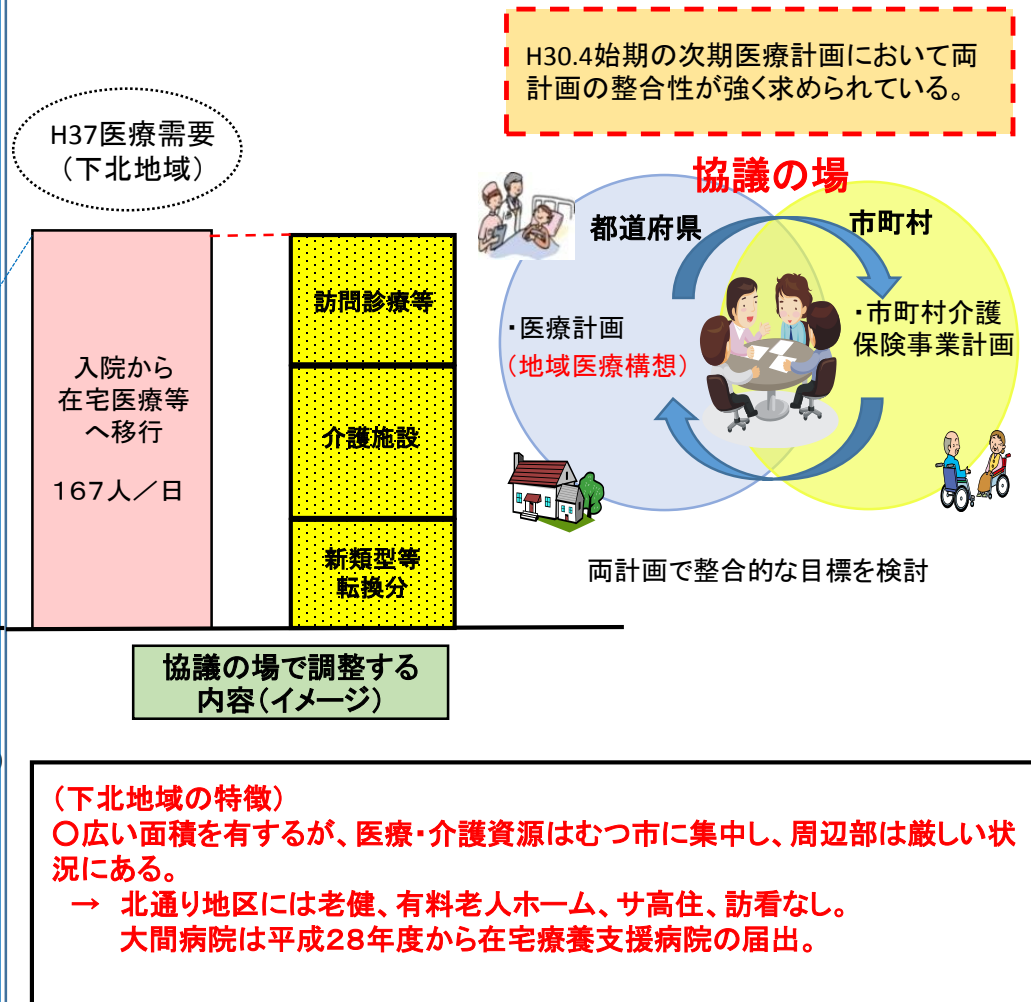 H30.4始期の次期医療計画において両
計画の整合性が強く求められている。
H37医療需要
（下北地域）
協議の場
都道府県
市町村
・医療計画
（地域医療構想）
・市町村介護
保険事業計画
両計画で整合的な目標を検討
入院から
在宅医療等
へ移行
１６７人／日
訪問診療等
介護施設
新類型等
転換分
協議の場で調整する
内容（イメージ）
（下北地域の特徴）
○広い面積を有するが、医療・介護資源はむつ市に集中し、周辺部は厳しい状
況にある。
→　北通り地区には老健、有料老人ホーム、サ高住、訪看なし。
大間病院は平成２８年度から在宅療養支援病院の届出。